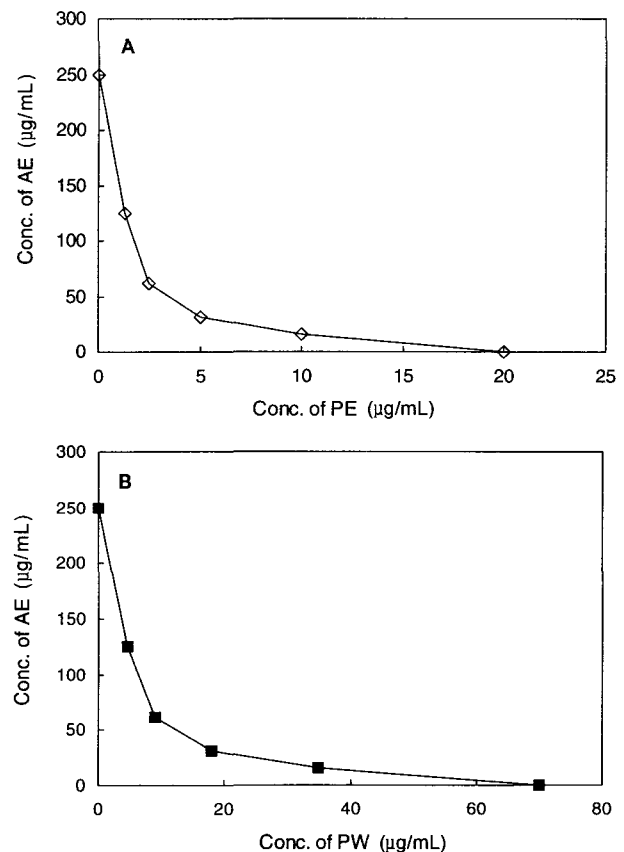 300
A
250
200
150
100
50
0
Conc. of AE (µg/mL)
0 5 10 15 20 25
Conc. of PE (µg/mL)
300
B
250
200
150
100
50
0
Conc. of AE (µg/mL)
0 20 40 60 80
Conc. of PW (µg/mL)